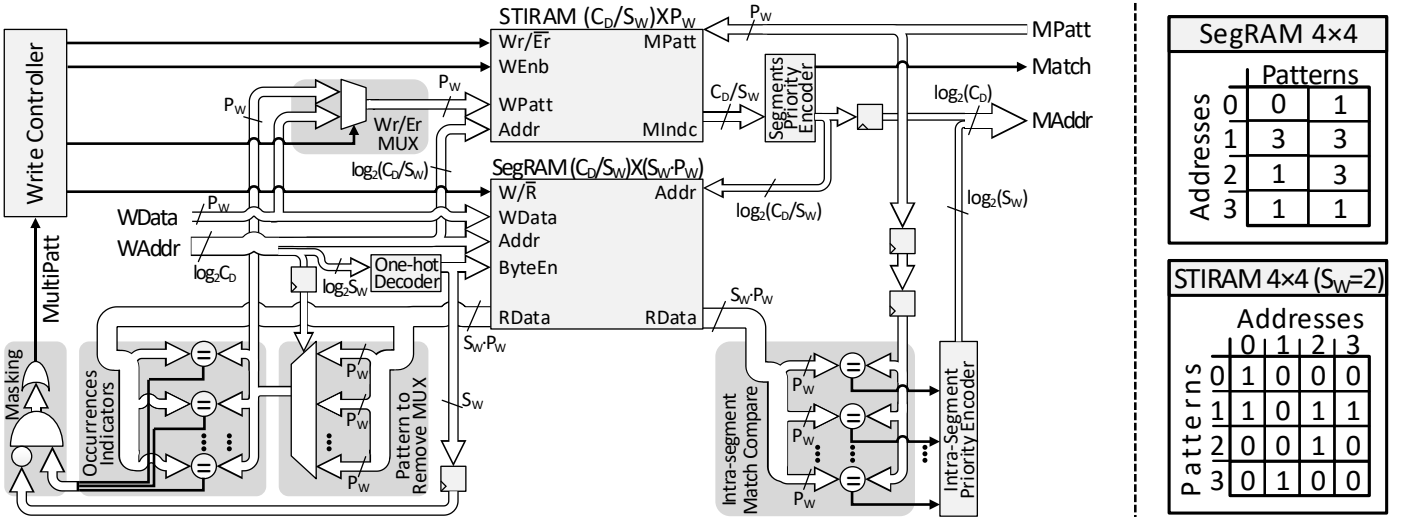 STIRAM (C_D/S_W)XP_W
Wr/Er
WEnb
WPatt
Addr
MPatt
MIndc
Write Controller
P_W
P_W
Wr/Er
MUX
log₂(C_D/S_W)
P_W
MPatt
Match
C_D/S_W
Segments
Priority
Encoder
log₂(C_D)
MAddr
SegRAM (C_D/S_W)X(S_W·P_W)
W/R
WData
Addr
ByteEn
RData
Addr
RData
log₂(C_D/S_W)
log₂(S_W)
WData
P_W
WAddr
log₂C_D
log₂S_W
One-hot
Decoder
MultiPatt
S_W·P_W
S_W·P_W
Masking
Occurrences
Indicators
=
=
=
P_W
P_W
P_W
Pattern to
Remove MUX
S_W
Intra-segment
Match Compare
P_W
P_W
P_W
=
=
=
Intra-Segment
Priority Encoder
SegRAM 4×4
Patterns
Addresses
0 0 1
1 3 3
2 1 3
3 1 1
STIRAM 4×4 (S_W=2)
Addresses
0 1 2 3
Patterns
0 1 0 0 0
1 1 0 1 1
2 0 0 1 0
3 0 1 0 0